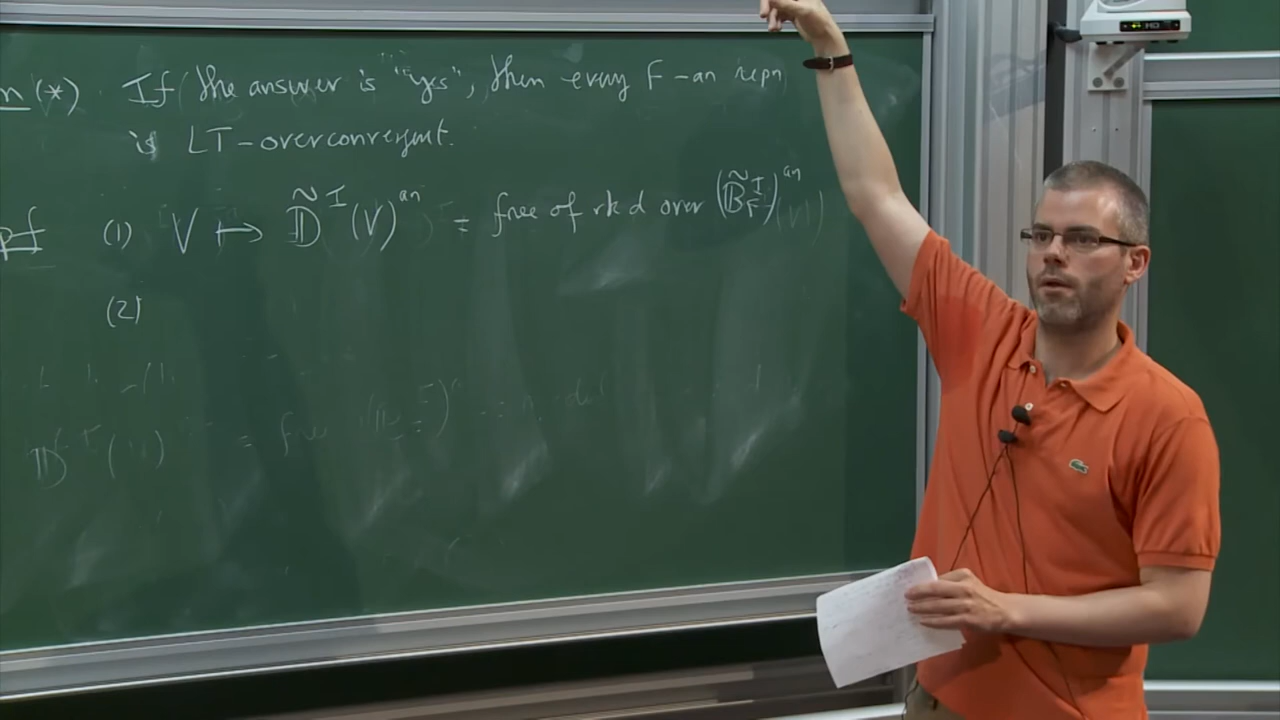 n (*) If the answer is "yes", then every F-an repn
is LT-overconvergent.
pf (1) V ↦ 𝔻̃^I (V)^an = free of rk d over (𝔹̃_F^I)^an
(2)